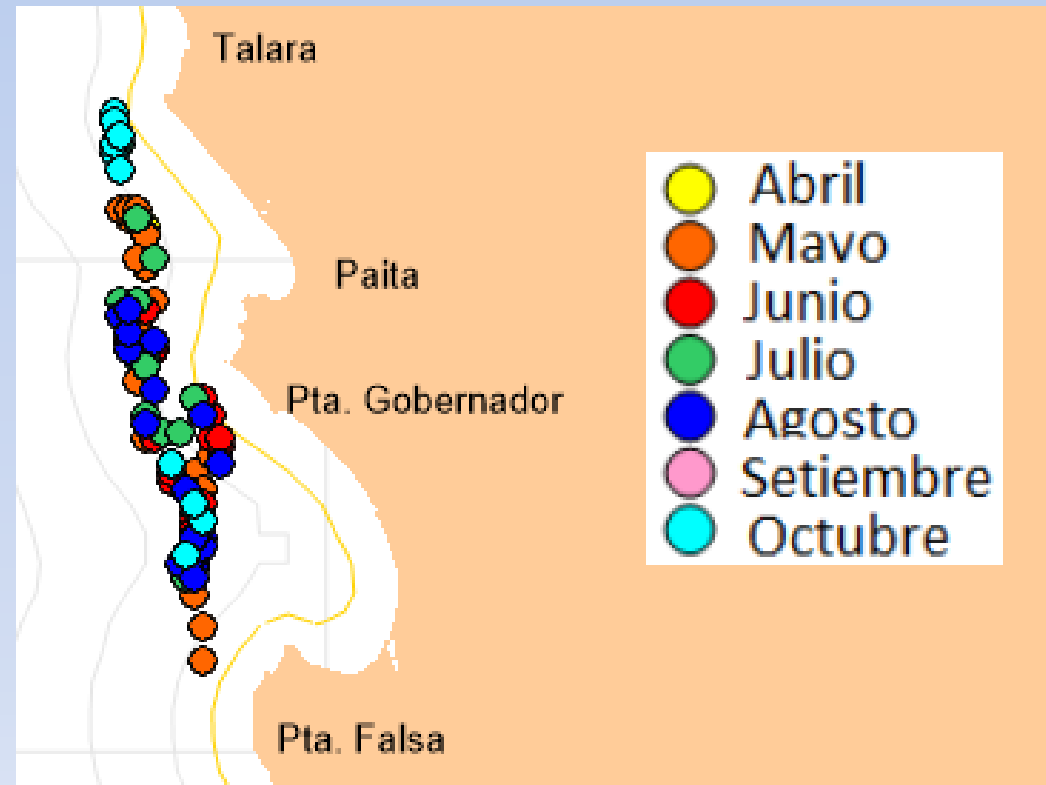 Talara
Paita
Pta. Gobernador
Pta. Falsa
Abril
Mavo
Junio
Julio
Agosto
Setiembre
Octubre